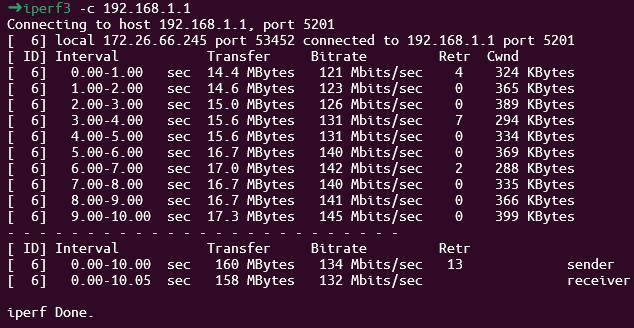 ➜iperf3 -c 192.168.1.1
Connecting to host 192.168.1.1, port 5201
[  6] local 172.26.66.245 port 53452 connected to 192.168.1.1 port 5201
[ ID] Interval           Transfer     Bitrate         Retr  Cwnd
[  6]   0.00-1.00   sec  14.4 MBytes   121 Mbits/sec    4    324 KBytes
[  6]   1.00-2.00   sec  14.6 MBytes   123 Mbits/sec    0    365 KBytes
[  6]   2.00-3.00   sec  15.0 MBytes   126 Mbits/sec    0    389 KBytes
[  6]   3.00-4.00   sec  15.6 MBytes   131 Mbits/sec    7    294 KBytes
[  6]   4.00-5.00   sec  15.6 MBytes   131 Mbits/sec    0    334 KBytes
[  6]   5.00-6.00   sec  16.7 MBytes   140 Mbits/sec    0    369 KBytes
[  6]   6.00-7.00   sec  17.0 MBytes   142 Mbits/sec    2    288 KBytes
[  6]   7.00-8.00   sec  16.7 MBytes   140 Mbits/sec    0    335 KBytes
[  6]   8.00-9.00   sec  16.7 MBytes   141 Mbits/sec    0    366 KBytes
[  6]   9.00-10.00  sec  17.3 MBytes   145 Mbits/sec    0    399 KBytes
- - - - - - - - - - - - - - - - - - - - - - - - -
[ ID] Interval           Transfer     Bitrate         Retr
[  6]   0.00-10.00  sec   160 MBytes   134 Mbits/sec   13             sender
[  6]   0.00-10.05  sec   158 MBytes   132 Mbits/sec                  receiver

iperf Done.